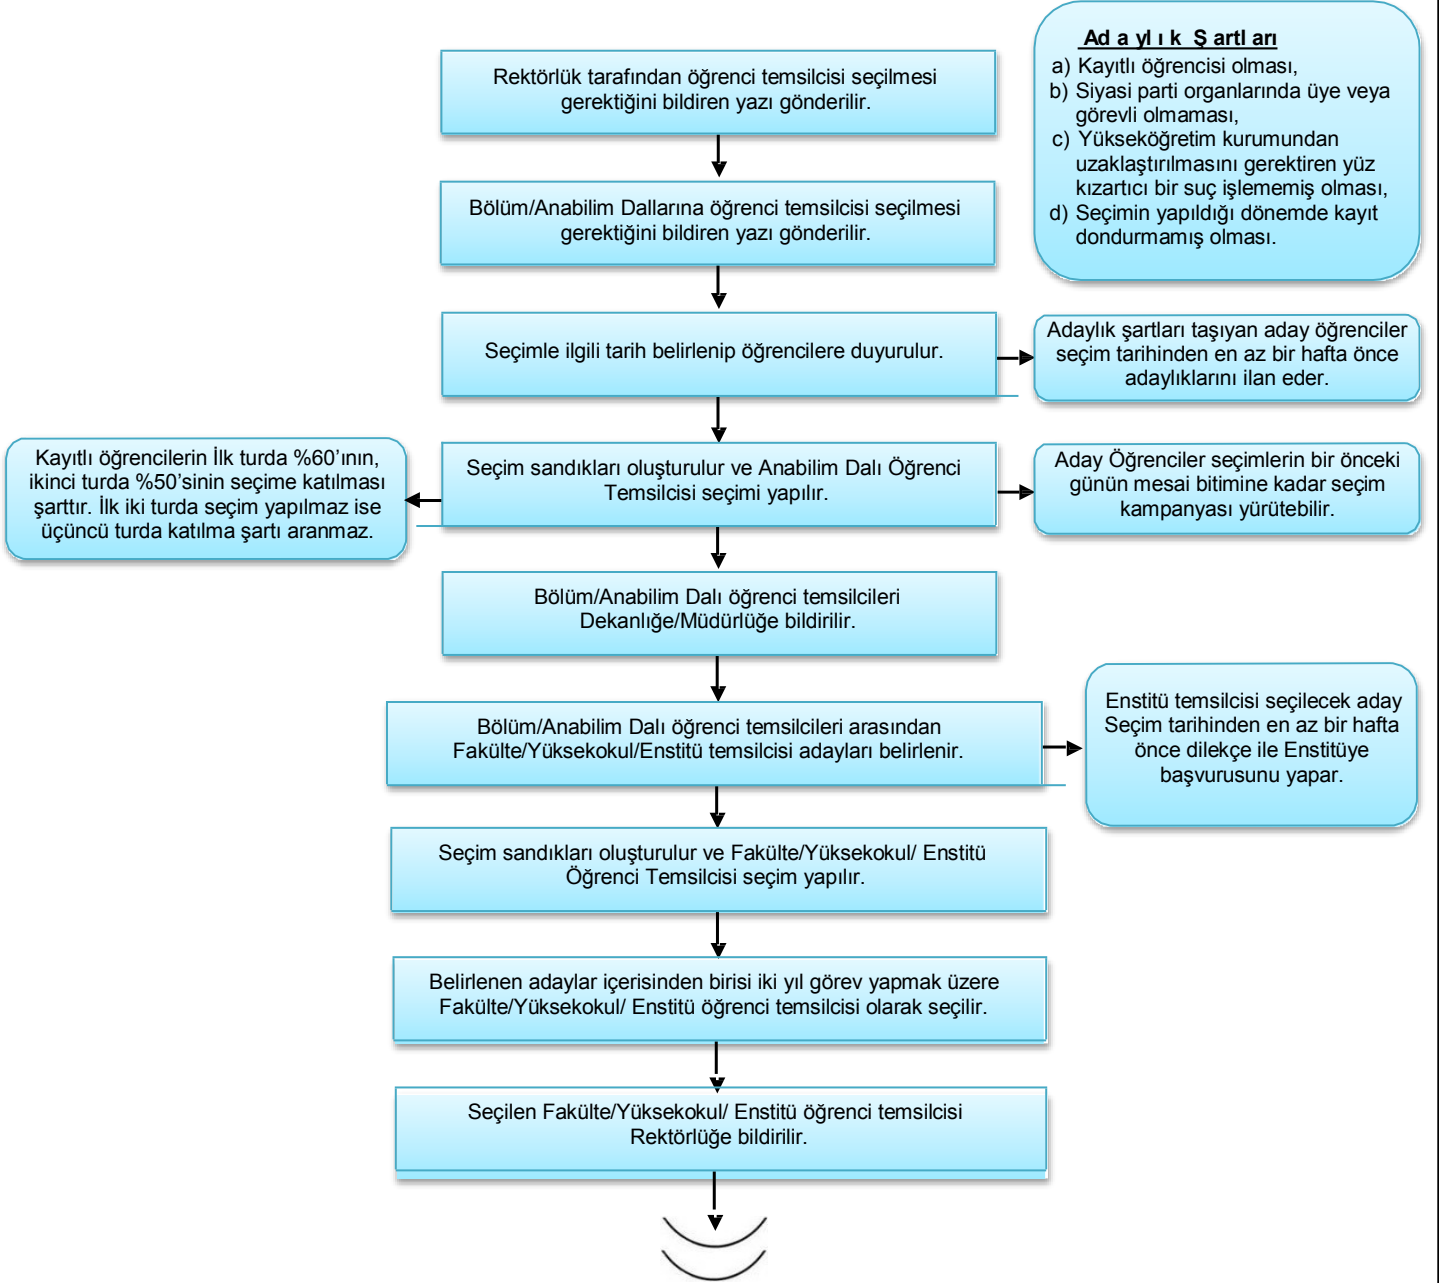 Adaylık Şartları
a) Kayıtlı öğrencisi olması,
b) Siyasi parti organlarında üye veya
görevli olmaması,
c) Yükseköğretim kurumundan
uzaklaştırılmasını gerektiren yüz
kızartıcı bir suç işlememiş olması,
d) Seçimin yapıldığı dönemde kayıt
dondurmamış olması.
Rektörlük tarafından öğrenci temsilcisi seçilmesi
gerektiğini bildiren yazı gönderilir.
Bölüm/Anabilim Dallarına öğrenci temsilcisi seçilmesi
gerektiğini bildiren yazı gönderilir.
Seçimle ilgili tarih belirlenip öğrencilere duyurulur.
Adaylık şartları taşıyan aday öğrenciler
seçim tarihinden en az bir hafta önce
adaylıklarını ilan eder.
Kayıtlı öğrencilerin İlk turda %60’ının,
ikinci turda %50’sinin seçime katılması
şarttır. İlk iki turda seçim yapılmaz ise
üçüncü turda katılma şartı aranmaz.
Seçim sandıkları oluşturulur ve Anabilim Dalı Öğrenci
Temsilcisi seçimi yapılır.
Aday Öğrenciler seçimlerin bir önceki
günün mesai bitimine kadar seçim
kampanyası yürütebilir.
Bölüm/Anabilim Dalı öğrenci temsilcileri
Dekanlığe/Müdürlüğe bildirilir.
Bölüm/Anabilim Dalı öğrenci temsilcileri arasından
Fakülte/Yüksekokul/Enstitü temsilcisi adayları belirlenir.
Enstitü temsilcisi seçilecek aday
Seçim tarihinden en az bir hafta
önce dilekçe ile Enstitüye
başvurusunu yapar.
Seçim sandıkları oluşturulur ve Fakülte/Yüksekokul/ Enstitü
Öğrenci Temsilcisi seçim yapılır.
Belirlenen adaylar içerisinden birisi iki yıl görev yapmak üzere
Fakülte/Yüksekokul/ Enstitü öğrenci temsilcisi olarak seçilir.
Seçilen Fakülte/Yüksekokul/ Enstitü öğrenci temsilcisi
Rektörlüğe bildirilir.